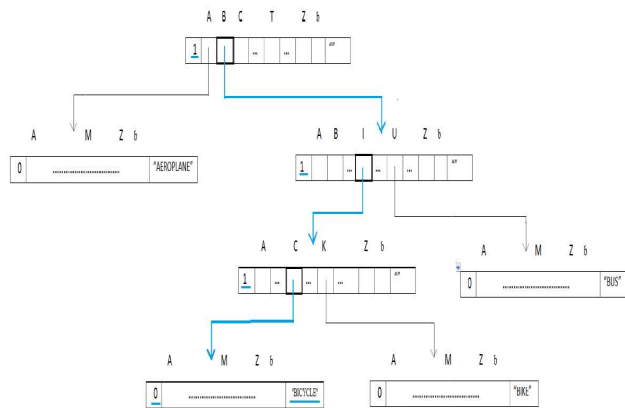 A B C T Z b
1 ... ... “”
A M Z b
0 ................................ "AEROPLANE"
A B I U Z b
1 ... ... ... “”
A C K Z b
1 ... ... ... “”
A M Z b
0 ................................ "BUS"
A M Z b
0 ................................ "BICYCLE"
A M Z b
0 ................................ "BIKE"